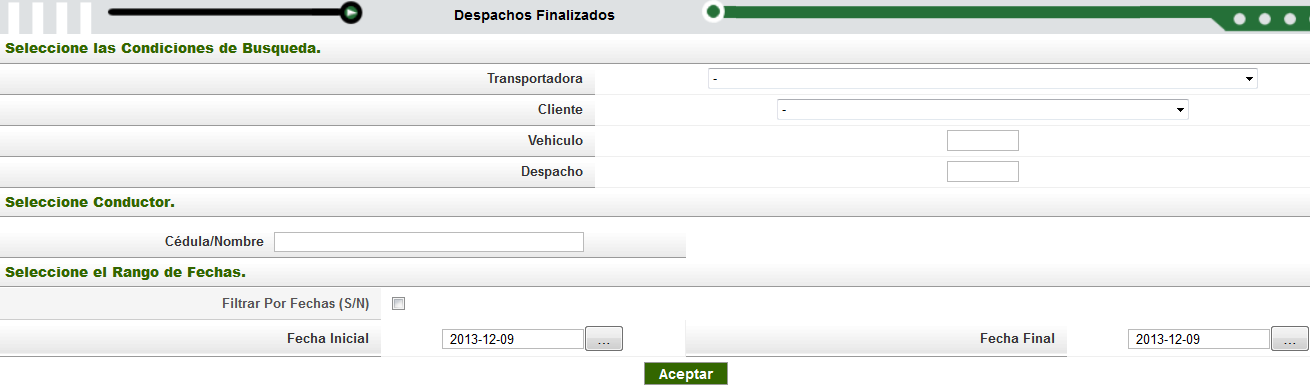 Despachos Finalizados
Seleccione las Condiciones de Busqueda.
Transportadora -
Cliente -
Vehiculo
Despacho
Seleccione Conductor.
Cédula/Nombre
Seleccione el Rango de Fechas.
Filtrar Por Fechas (S/N)
Fecha Inicial 2013-12-09 ... Fecha Final 2013-12-09 ...
Aceptar